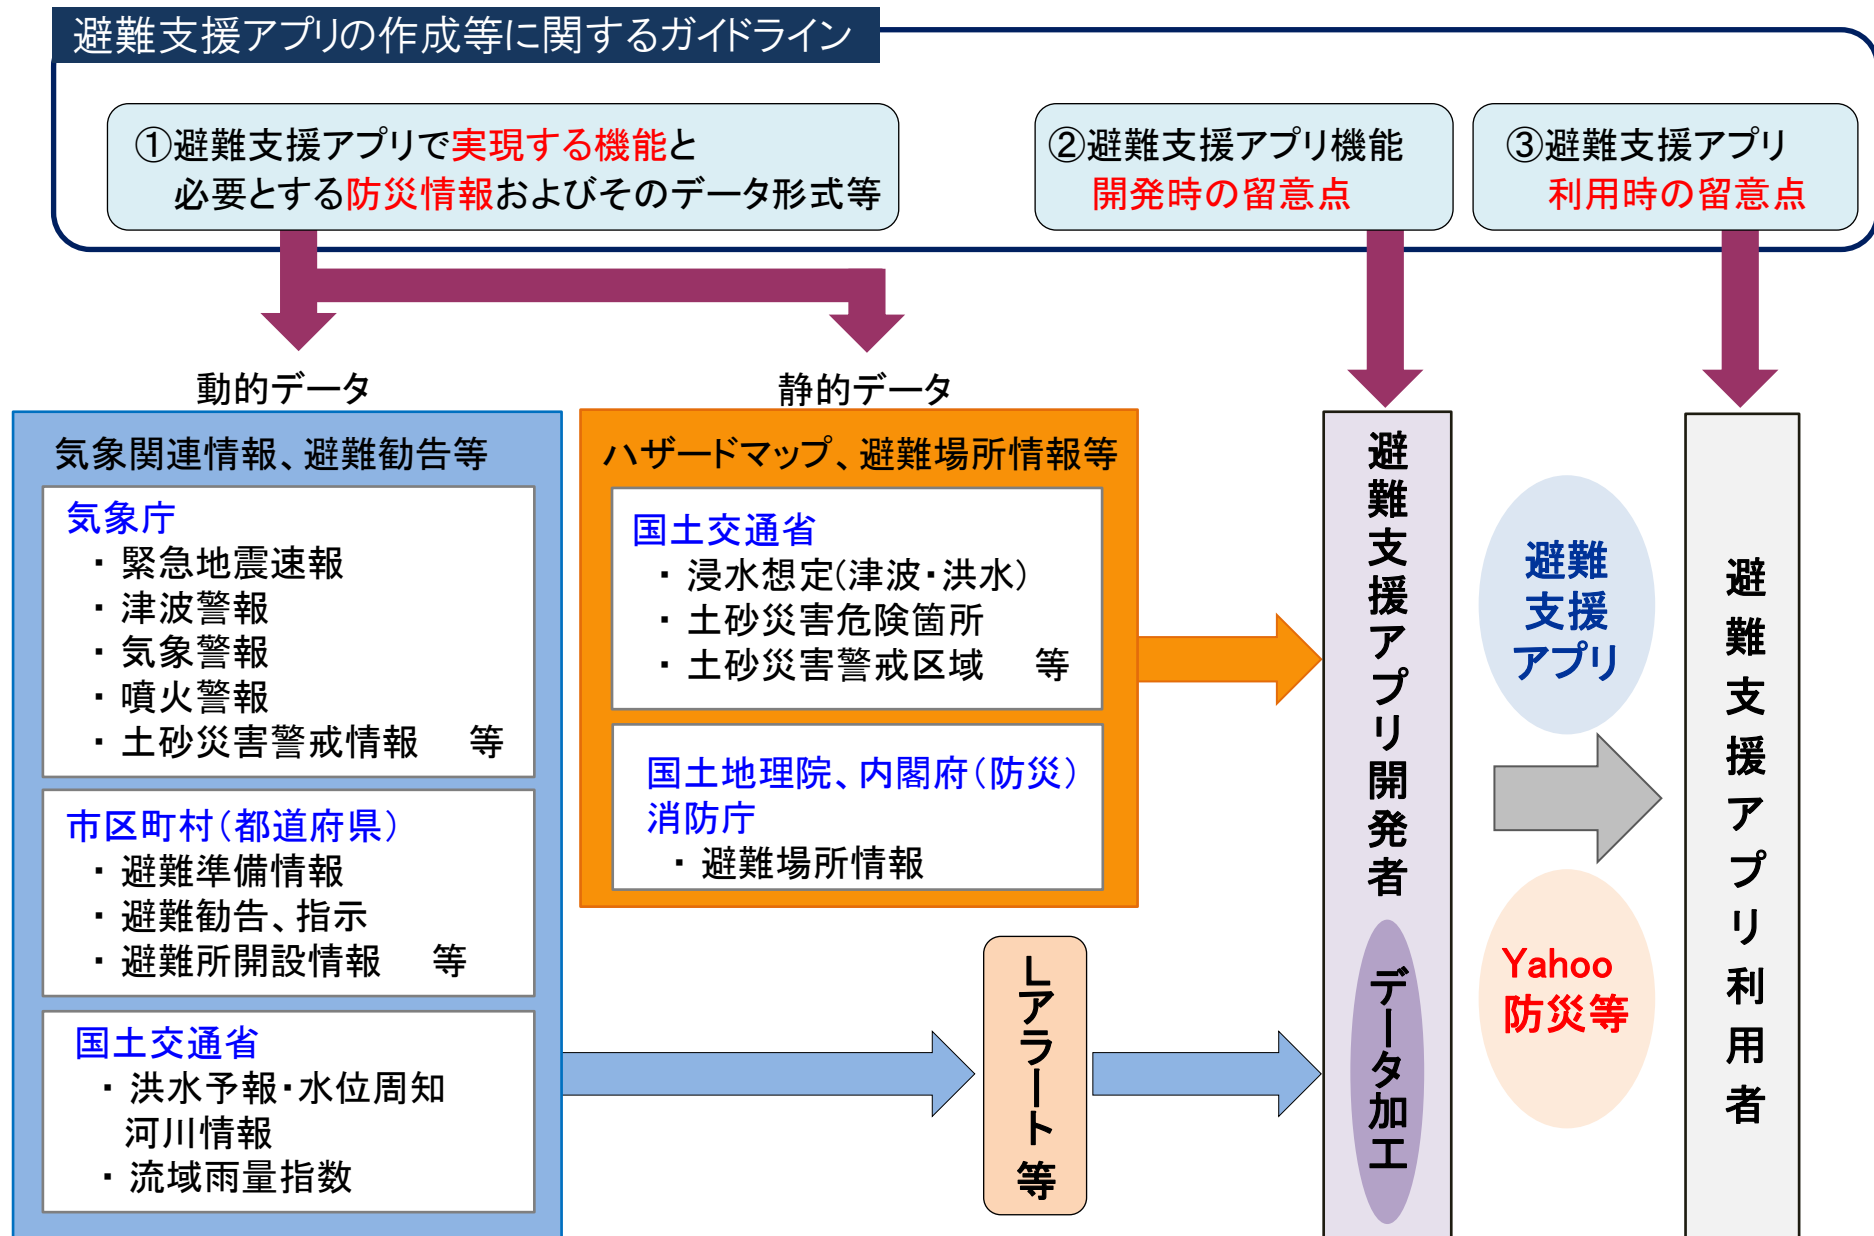 避難支援アプリの作成等に関するガイドライン
①避難支援アプリで実現する機能と
必要とする防災情報およびそのデータ形式等
②避難支援アプリ機能
開発時の留意点
③避難支援アプリ
利用時の留意点
動的データ
気象関連情報、避難勧告等
気象庁
・緊急地震速報
・津波警報
・気象警報
・噴火警報
・土砂災害警戒情報 等
市区町村(都道府県)
・避難準備情報
・避難勧告、指示
・避難所開設情報 等
国土交通省
・洪水予報・水位周知
河川情報
・流域雨量指数
静的データ
ハザードマップ、避難場所情報等
国土交通省
・浸水想定(津波・洪水)
・土砂災害危険箇所
・土砂災害警戒区域 等
国土地理院、内閣府(防災)
消防庁
・避難場所情報
Lアラート等
避難支援アプリ開発者
データ加工
避難
支援
アプリ
Yahoo
防災等
避難支援アプリ利用者